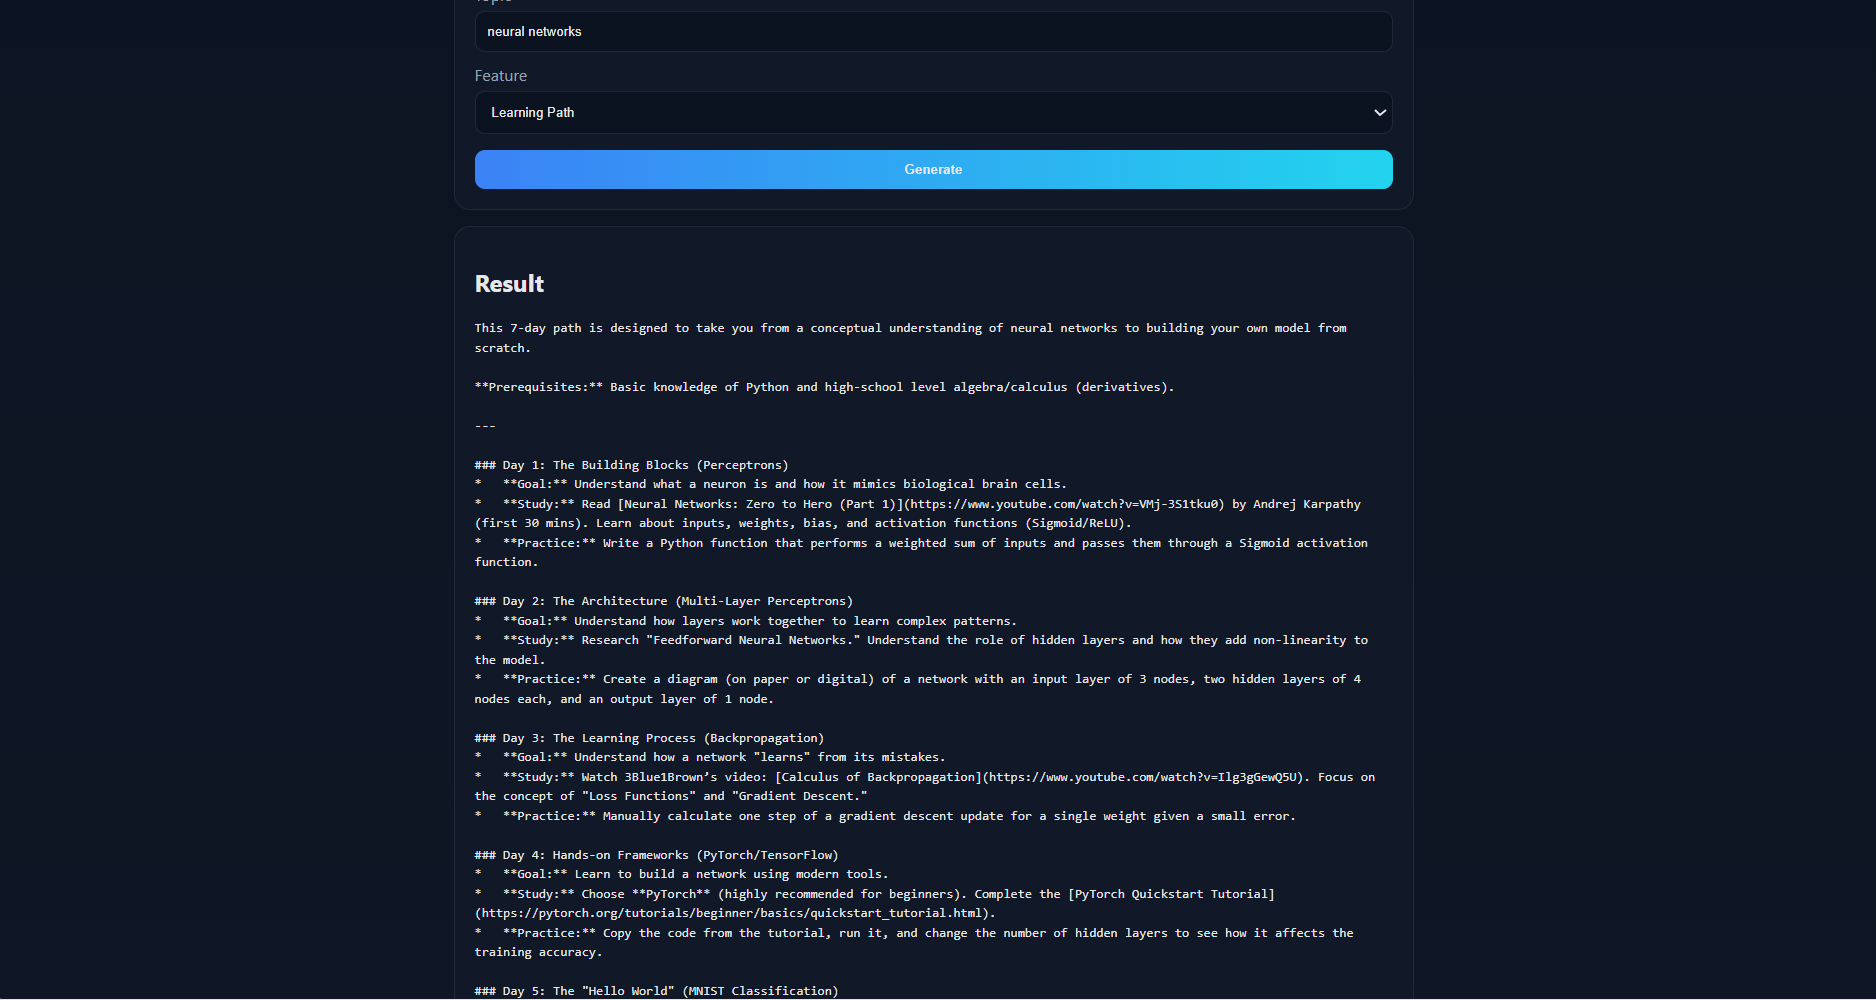 neural networks
Feature
Learning Path
Generate
Result
This 7-day path is designed to take you from a conceptual understanding of neural networks to building your own model from
scratch.
**Prerequisites:** Basic knowledge of Python and high-school level algebra/calculus (derivatives).
---
### Day 1: The Building Blocks (Perceptrons)
*   **Goal:** Understand what a neuron is and how it mimics biological brain cells.
*   **Study:** Read [Neural Networks: Zero to Hero (Part 1)](https://www.youtube.com/watch?v=VMj-3S1tku0) by Andrej Karpathy
(first 30 mins). Learn about inputs, weights, bias, and activation functions (Sigmoid/ReLU).
*   **Practice:** Write a Python function that performs a weighted sum of inputs and passes them through a Sigmoid activation
function.
### Day 2: The Architecture (Multi-Layer Perceptrons)
*   **Goal:** Understand how layers work together to learn complex patterns.
*   **Study:** Research "Feedforward Neural Networks." Understand the role of hidden layers and how they add non-linearity to
the model.
*   **Practice:** Create a diagram (on paper or digital) of a network with an input layer of 3 nodes, two hidden layers of 4
nodes each, and an output layer of 1 node.
### Day 3: The Learning Process (Backpropagation)
*   **Goal:** Understand how a network "learns" from its mistakes.
*   **Study:** Watch 3Blue1Brown’s video: [Calculus of Backpropagation](https://www.youtube.com/watch?v=Ilg3gGewQ5U). Focus on
the concept of "Loss Functions" and "Gradient Descent."
*   **Practice:** Manually calculate one step of a gradient descent update for a single weight given a small error.
### Day 4: Hands-on Frameworks (PyTorch/TensorFlow)
*   **Goal:** Learn to build a network using modern tools.
*   **Study:** Choose **PyTorch** (highly recommended for beginners). Complete the [PyTorch Quickstart Tutorial]
(https://pytorch.org/tutorials/beginner/basics/quickstart_tutorial.html).
*   **Practice:** Copy the code from the tutorial, run it, and change the number of hidden layers to see how it affects the
training accuracy.
### Day 5: The "Hello World" (MNIST Classification)